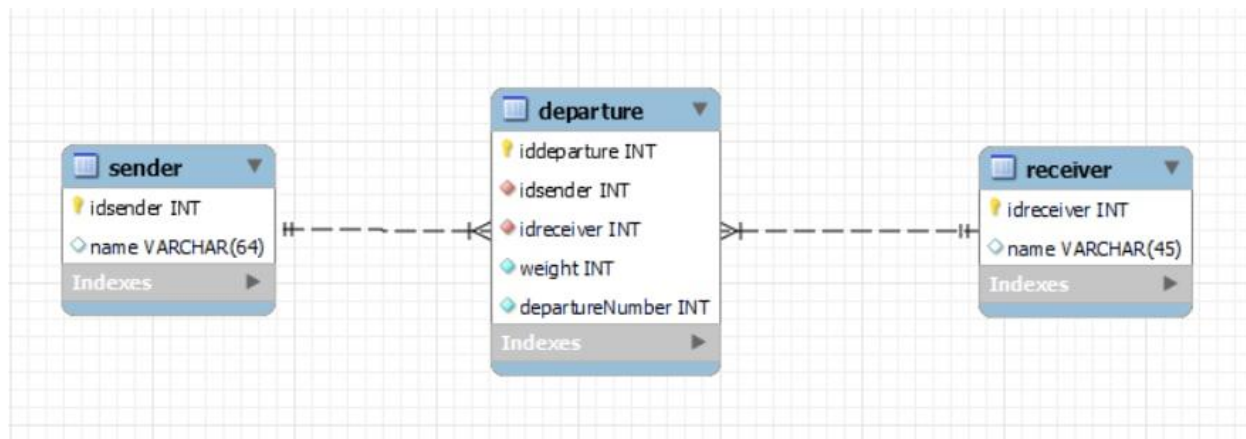 sender
idsender INT
name VARCHAR(64)
Indexes
departure
iddeparture INT
idsender INT
idreceiver INT
weight INT
departureNumber INT
Indexes
receiver
idreceiver INT
name VARCHAR(45)
Indexes